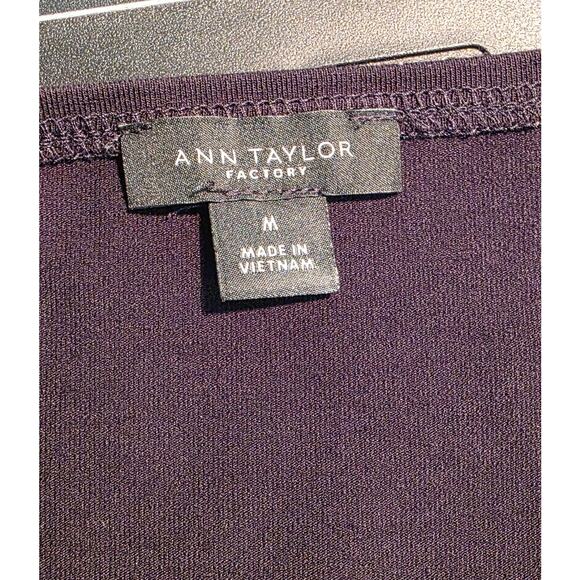 ANN TAYLOR
FACTORY
M
MADE IN
VIETNAM